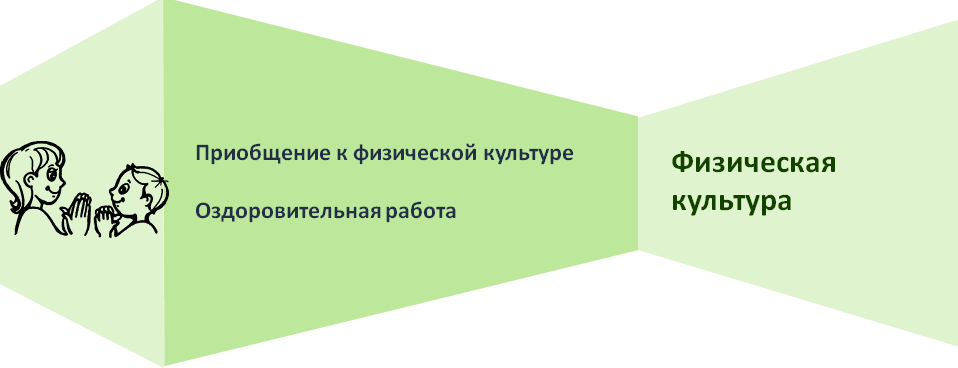 Приобщение к физической культуре
Оздоровительная работа
Физическая
культура